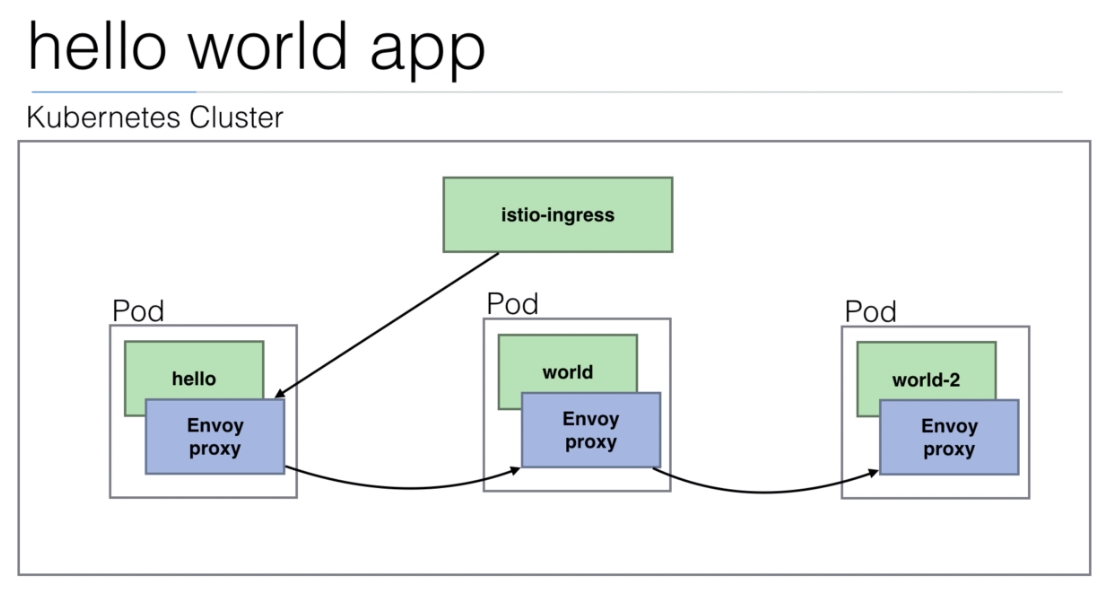 hello world app
Kubernetes Cluster
istio-ingress
Pod
hello
Envoy
proxy
Pod
world
Envoy
proxy
Pod
world-2
Envoy
proxy